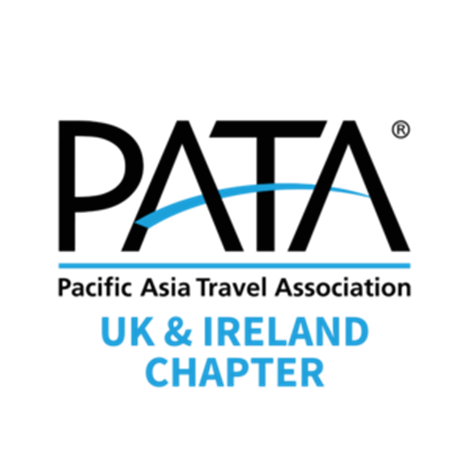 PATA®
Pacific Asia Travel Association
UK & IRELAND
CHAPTER